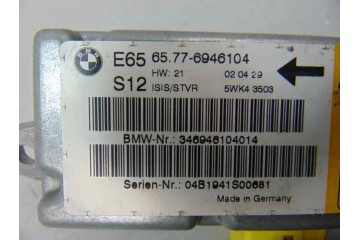 BMW
E65 65.77-6946104
S12 HW: 21 02 04 29
ISIS/STVR 5WK4 3503
BMW-Nr.: 346946104014
Serien-Nr.: 04B1941S00681
Made in Germany